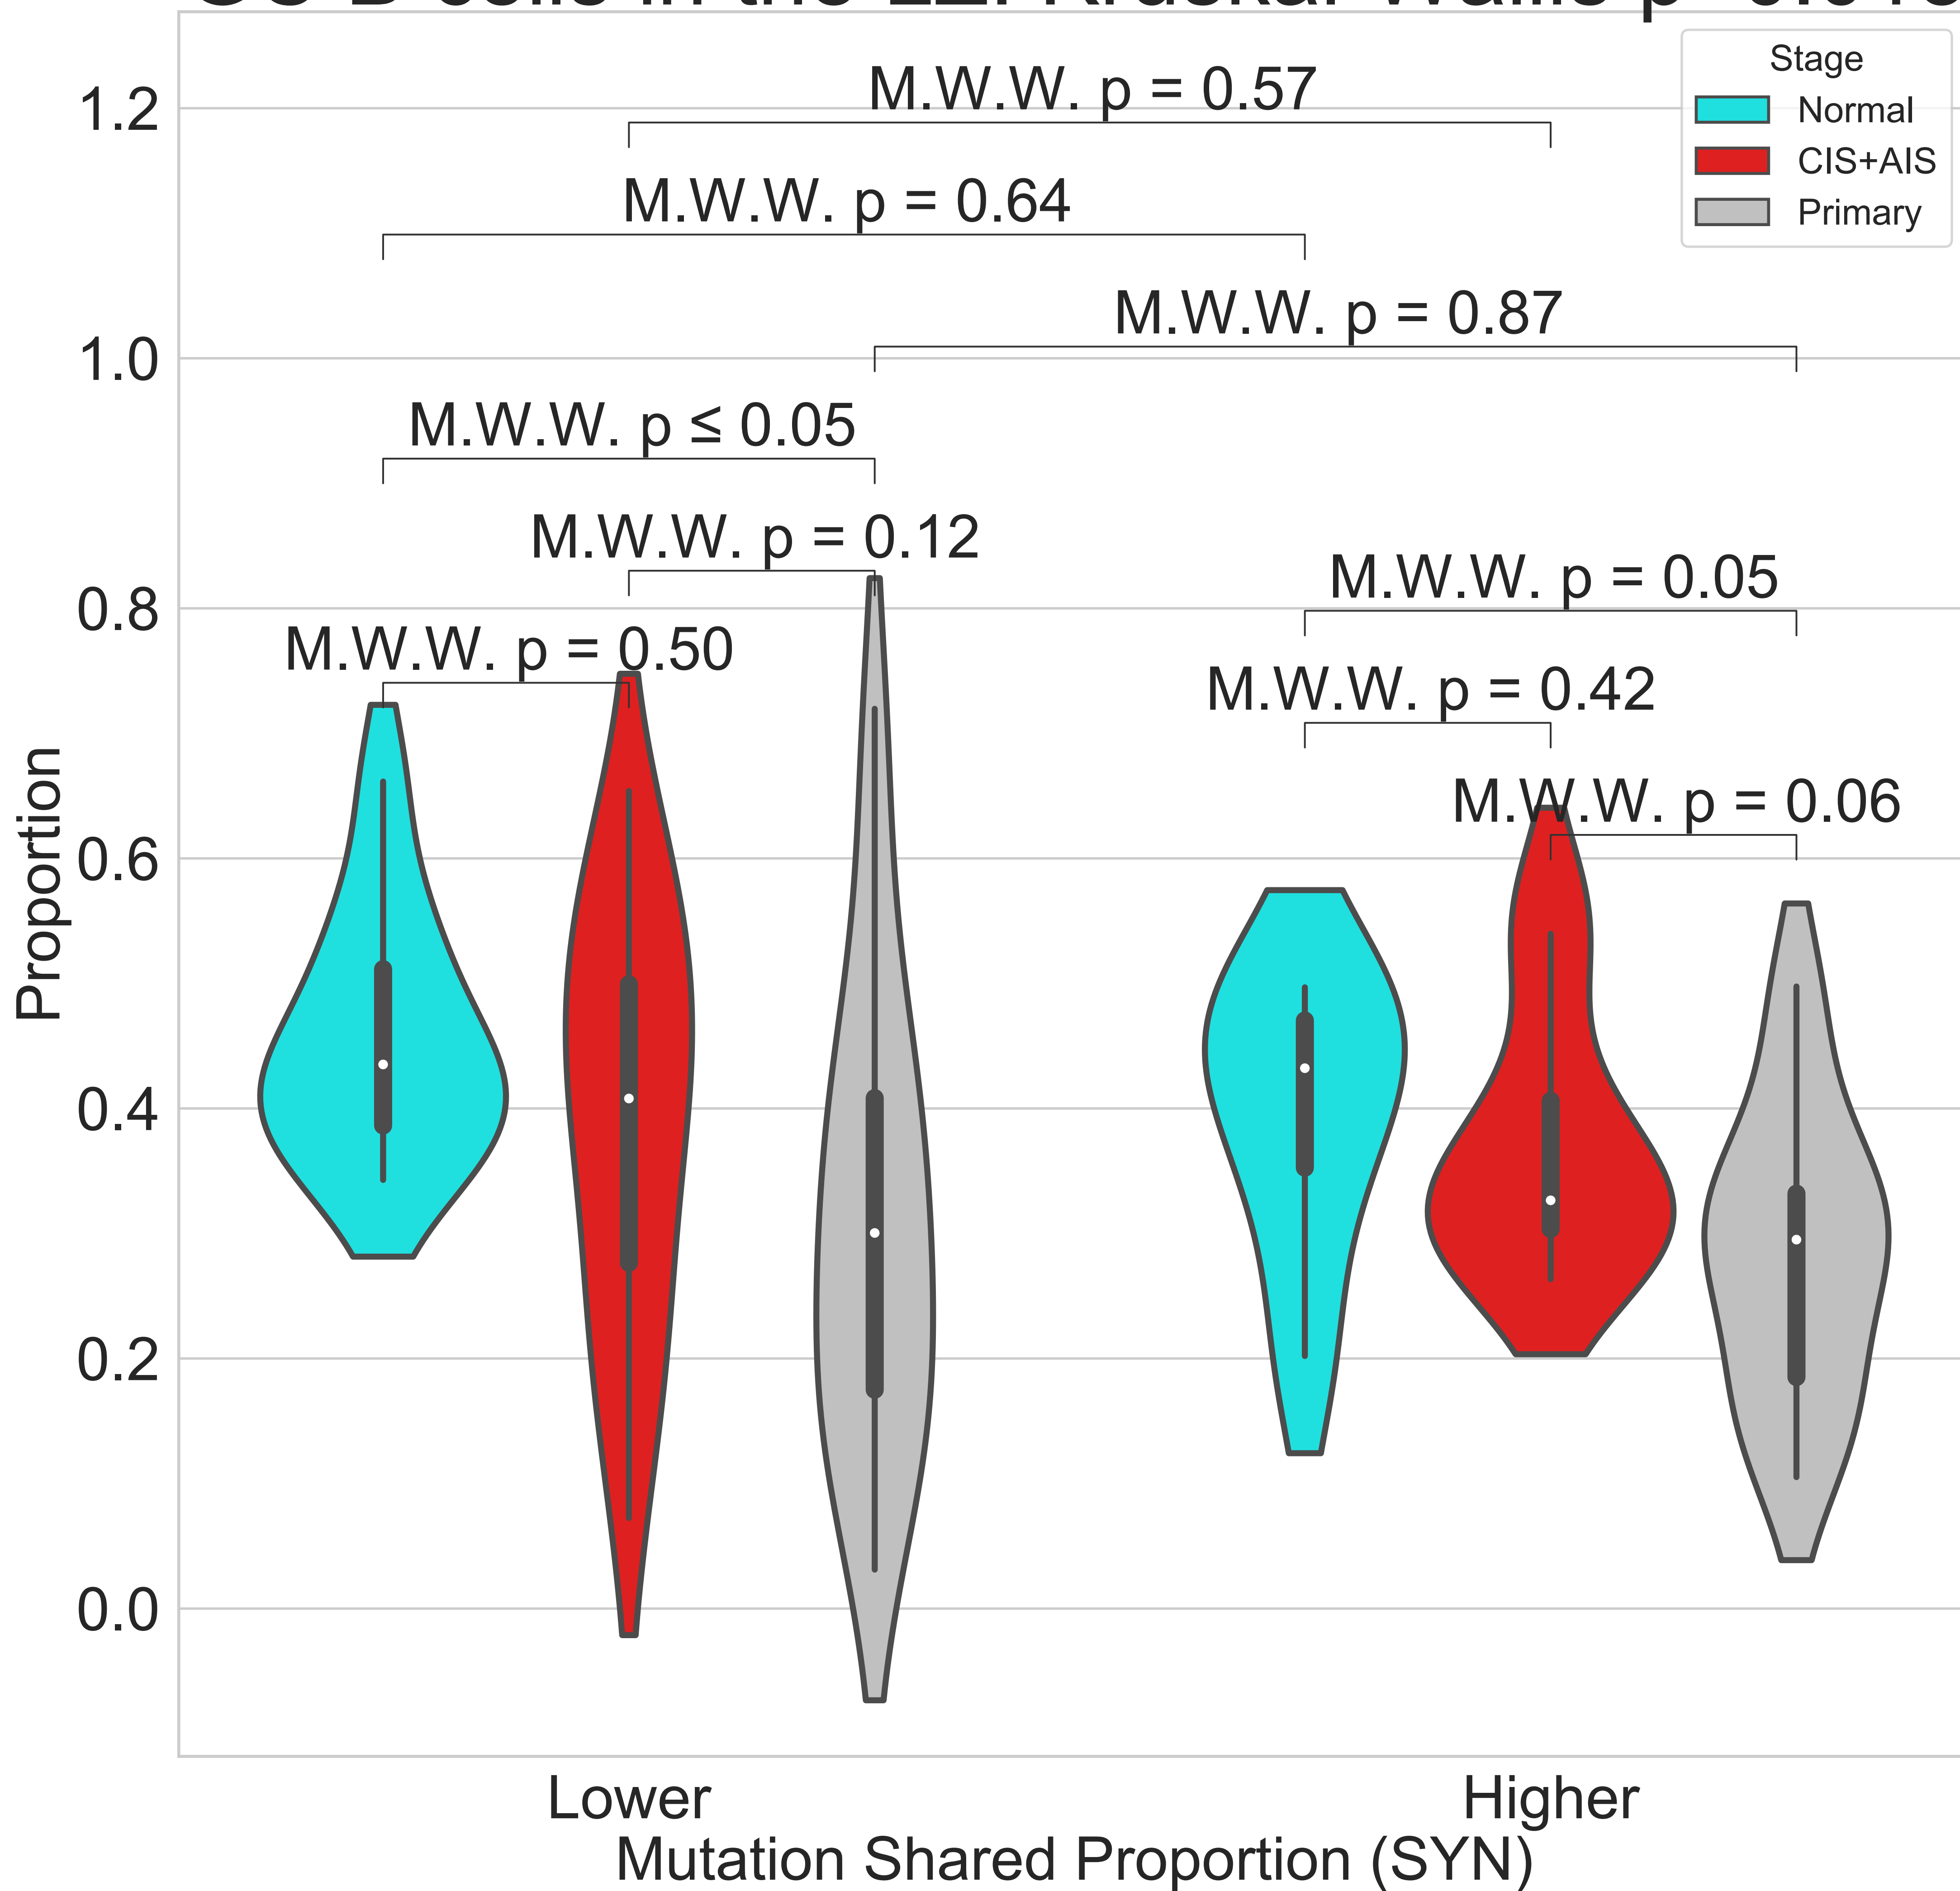 Stage
Normal
CIS+AIS
Primary
M.W.W. p = 0.57
M.W.W. p = 0.64
M.W.W. p = 0.87
M.W.W. p ≤ 0.05
M.W.W. p = 0.12
M.W.W. p = 0.50
M.W.W. p = 0.05
M.W.W. p = 0.42
M.W.W. p = 0.06
1.2
1.0
0.8
0.6
0.4
0.2
0.0
Proportion
Lower
Higher
Mutation Shared Proportion (SYN)